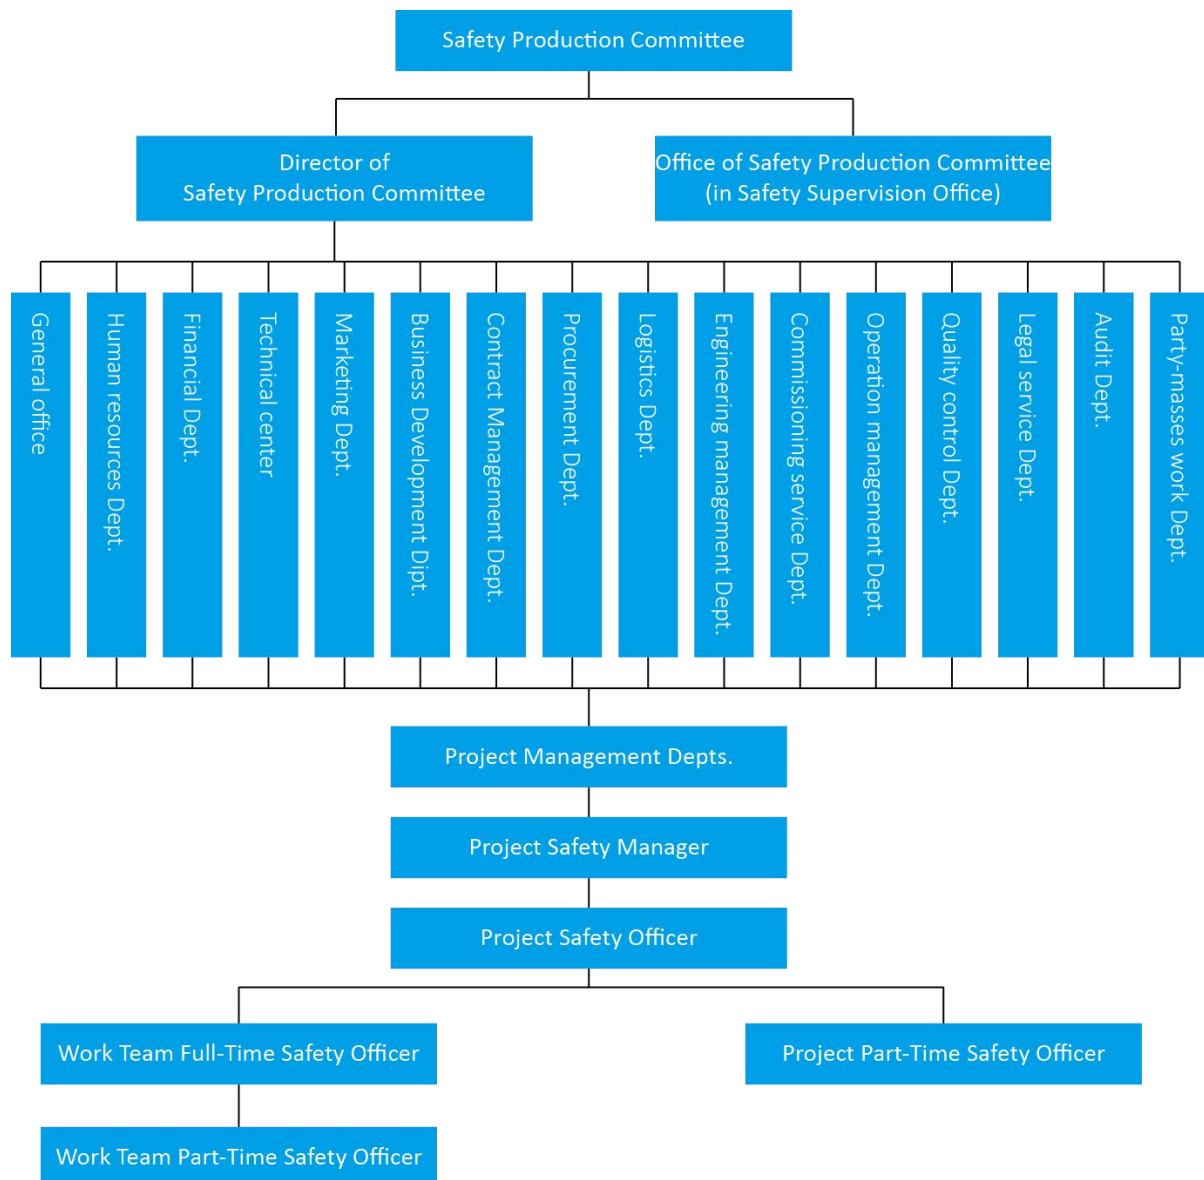 Safety Production Committee
Director of
Safety Production Committee
Office of Safety Production Committee
(in Safety Supervision Office)
General office
Human resources Dept.
Financial Dept.
Technical center
Marketing Dept.
Business Development Dipt.
Contract Management Dept.
Procurement Dept.
Logistics Dept.
Engineering management Dept.
Commissioning service Dept.
Operation management Dept.
Quality control Dept.
Legal service Dept.
Audit Dept.
Party-masses work Dept.
Project Management Depts.
Project Safety Manager
Project Safety Officer
Work Team Full-Time Safety Officer
Project Part-Time Safety Officer
Work Team Part-Time Safety Officer